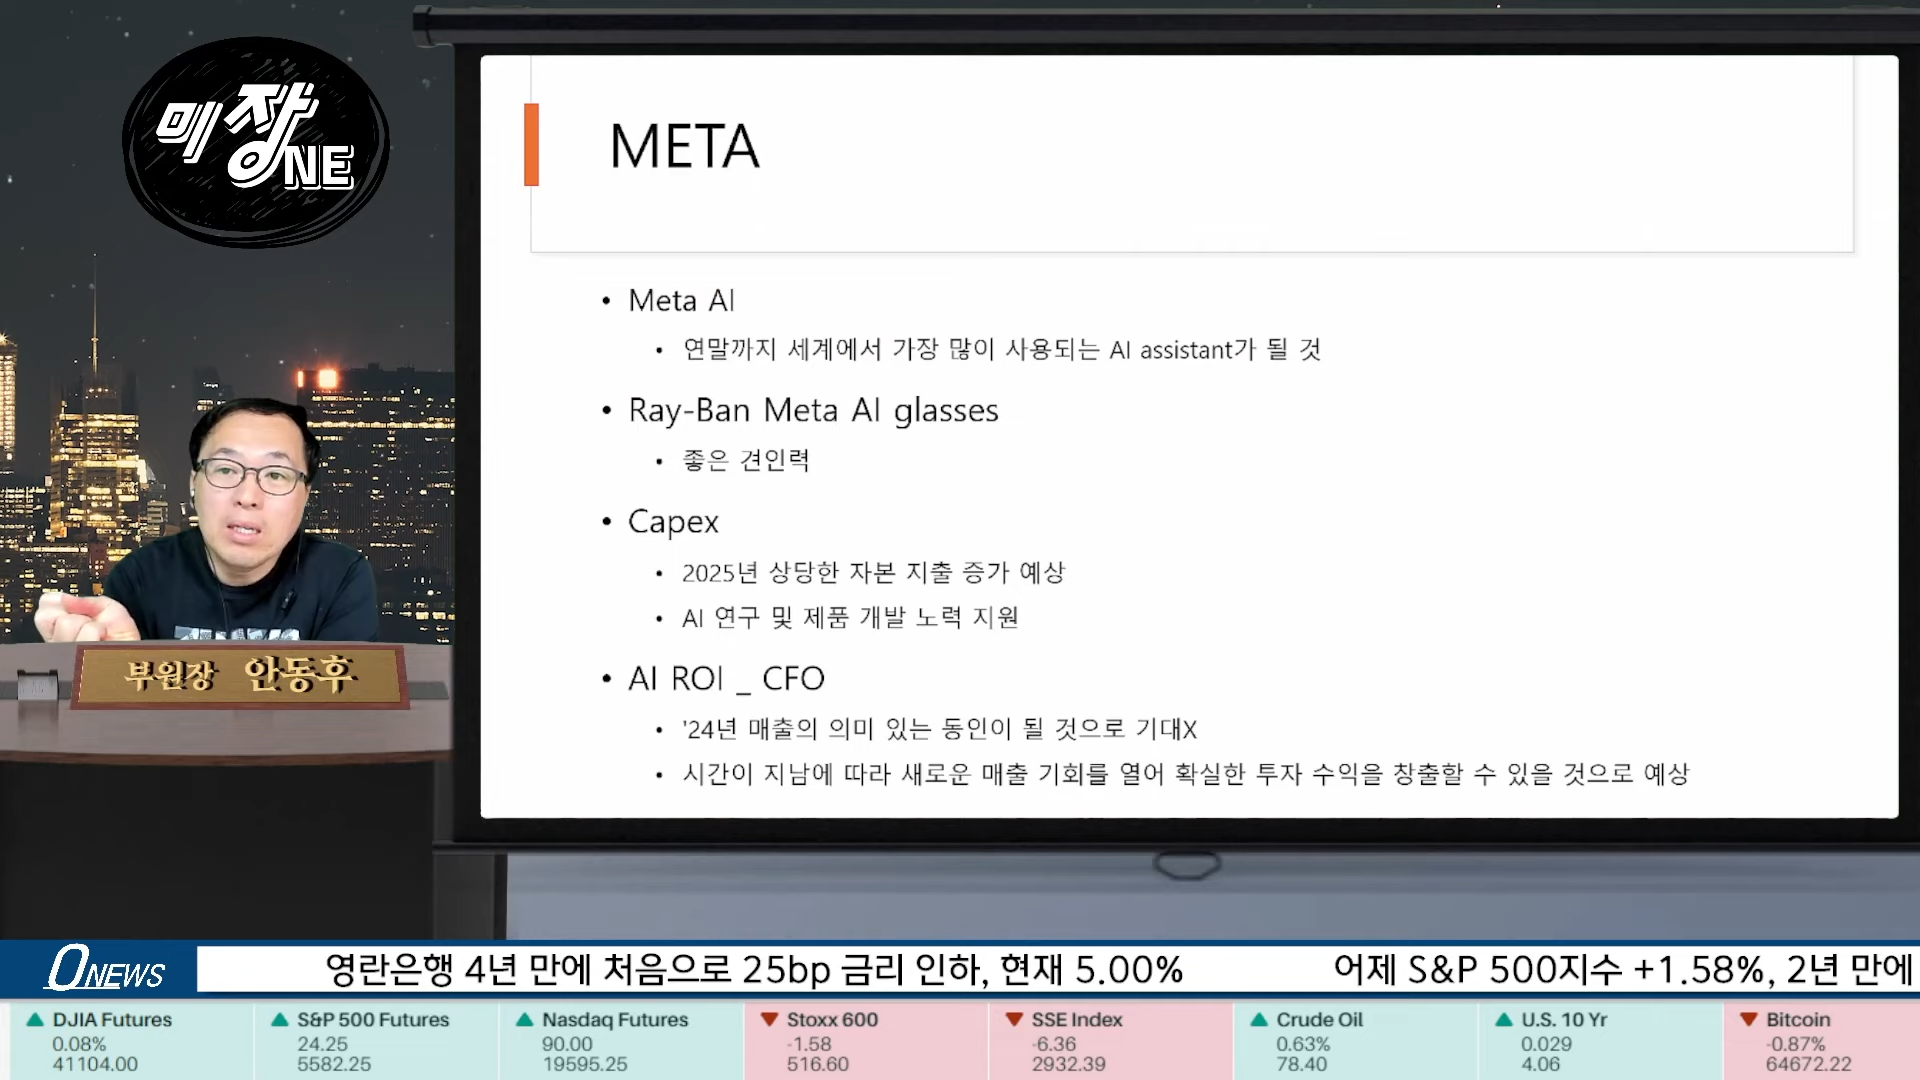 미장ONE
META
• Meta AI
• 연말까지 세계에서 가장 많이 사용되는 AI assistant가 될 것
• Ray-Ban Meta AI glasses
• 좋은 견인력
• Capex
• 2025년 상당한 자본 지출 증가 예상
• AI 연구 및 제품 개발 노력 지원
• AI ROI _ CFO
• '24년 매출의 의미 있는 동인이 될 것으로 기대X
• 시간이 지남에 따라 새로운 매출 기회를 열어 확실한 투자 수익을 창출할 수 있을 것으로 예상
부원장 안동후
ONEWS
영란은행 4년 만에 처음으로 25bp 금리 인하, 현재 5.00%
어제 S&P 500지수 +1.58%, 2년 만에
DJIA Futures
0.08%
41104.00
S&P 500 Futures
24.25
5582.25
Nasdaq Futures
90.00
19595.25
Stoxx 600
-1.58
516.60
SSE Index
-6.36
2932.39
Crude Oil
0.63%
78.40
U.S. 10 Yr
0.029
4.06
Bitcoin
-0.87%
64672.22